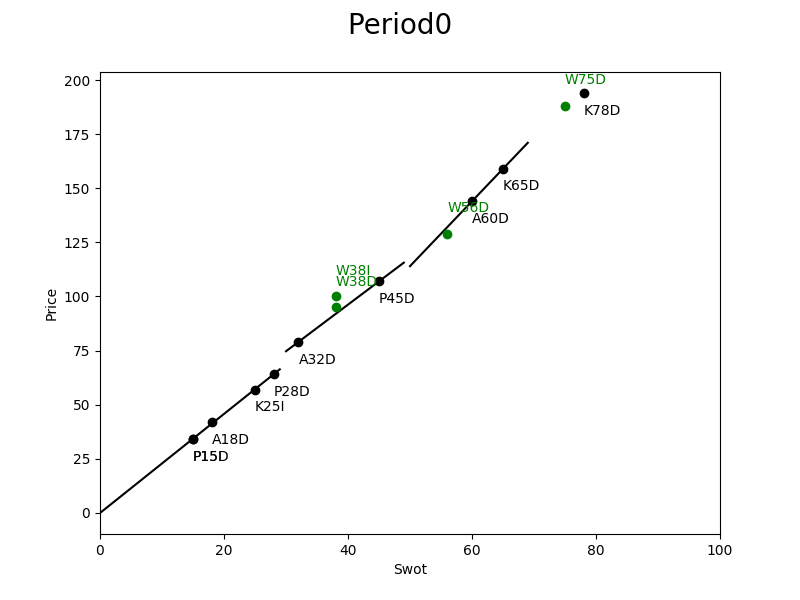 Period0
200
175
150
125
100
75
50
25
0
Price
W75D
K78D
K65D
W56D
A60D
W38I
W38D
P45D
A32D
P28D
K25I
A18D
P15D
0
20
40
60
80
100
Swot